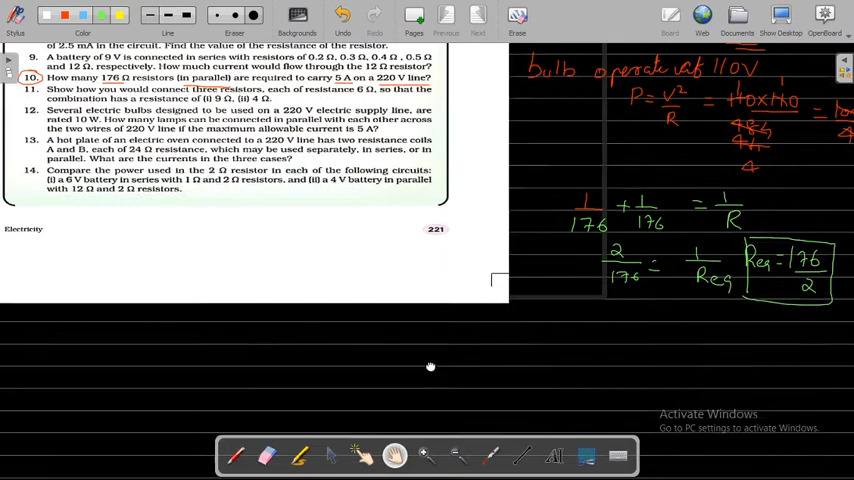 Stylus
Color
Line
Eraser
Backgrounds
Undo
Pages
Previous
Next
Erase
Board
Web
Documents
Show Desktop
OpenBoard
of 2.5 mA in the circuit. Find the value of the resistance of the resistor.
9. A battery of 9 V is connected in series with resistors of 0.2 Ω, 0.3 Ω, 0.4 Ω, 0.5 Ω
and 12 Ω, respectively. How much current would flow through the 12 Ω resistor?
10. How many 176 Ω resistors (in parallel) are required to carry 5 A on a 220 V line?
11. Show how you would connect three resistors, each of resistance 6 Ω, so that the
combination has a resistance of (i) 9 Ω, (ii) 4 Ω.
12. Several electric bulbs designed to be used on a 220 V electric supply line, are
rated 10 W. How many lamps can be connected in parallel with each other across
the two wires of 220 V line if the maximum allowable current is 5 A?
13. A hot plate of an electric oven connected to a 220 V line has two resistance coils
A and B, each of 24 Ω resistance, which may be used separately, in series, or in
parallel. What are the currents in the three cases?
14. Compare the power used in the 2 Ω resistor in each of the following circuits:
(i) a 6 V battery in series with 1 Ω and 2 Ω resistors, and (ii) a 4 V battery in parallel
with 12 Ω and 2 Ω resistors.
Electricity
221
bulb operate at 110V
P = V²/R = 110x110/484
44
4
1/176 + 1/176 = 1/R
2/176 = 1/Req
Req = 176/2
Activate Windows
Go to PC settings to activate Windows.